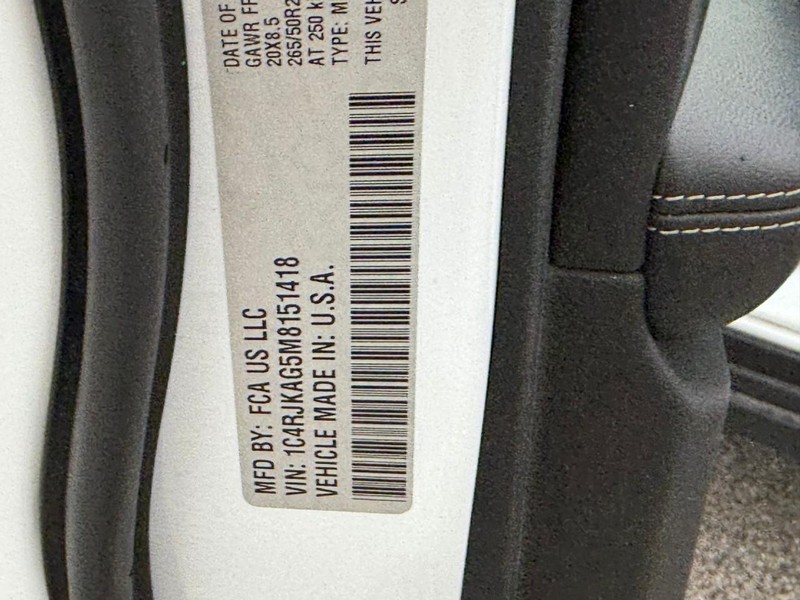 MFD BY: FCA US LLC
VIN: 1C4RJKAG5M8151418
VEHICLE MADE IN: U.S.A.
DATE OF
GAWR
20X8.5
265/50R2
AT 250
TYPE:
THIS VEH